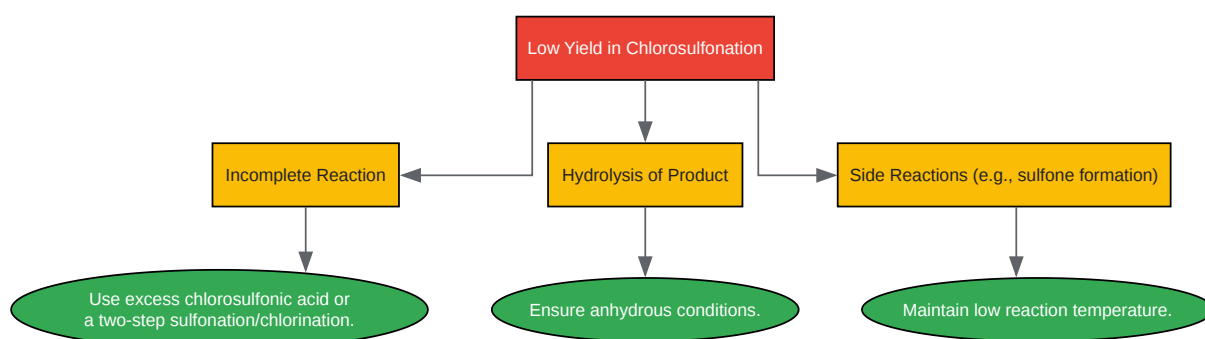 Low Yield in Chlorosulfonation
Incomplete Reaction
Hydrolysis of Product
Side Reactions (e.g., sulfone formation)
Use excess chlorosulfonic acid or
a two-step sulfonation/chlorination.
Ensure anhydrous conditions.
Maintain low reaction temperature.